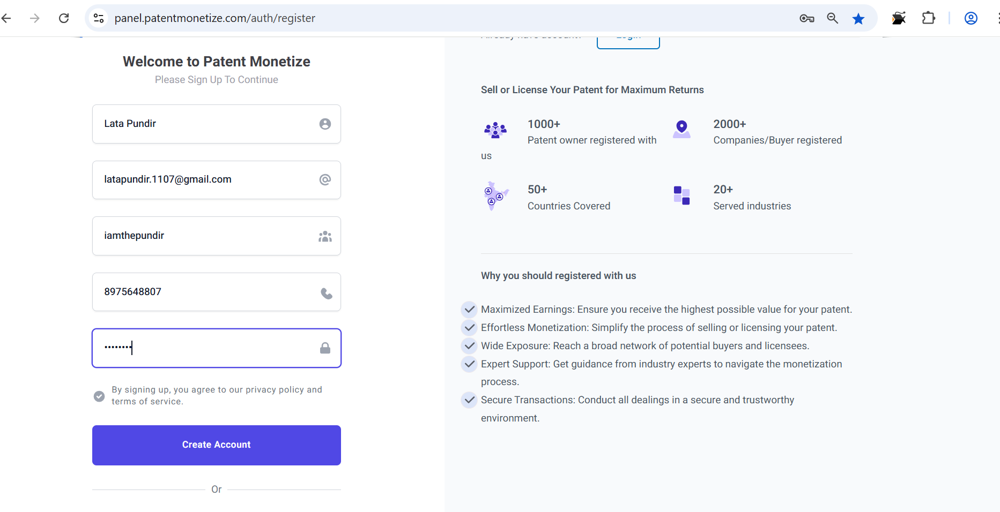 panel.patentmonetize.com/auth/register
Welcome to Patent Monetize
Please Sign Up To Continue
Lata Pundir
latapundir.1107@gmail.com
iamthepundir
8975648807
••••••••
By signing up, you agree to our privacy policy and
terms of service.
Create Account
Or
Sell or License Your Patent for Maximum Returns
1000+
Patent owner registered with
us
2000+
Companies/Buyer registered
50+
Countries Covered
20+
Served industries
Why you should registered with us
Maximized Earnings: Ensure you receive the highest possible value for your patent.
Effortless Monetization: Simplify the process of selling or licensing your patent.
Wide Exposure: Reach a broad network of potential buyers and licensees.
Expert Support: Get guidance from industry experts to navigate the monetization
process.
Secure Transactions: Conduct all dealings in a secure and trustworthy
environment.